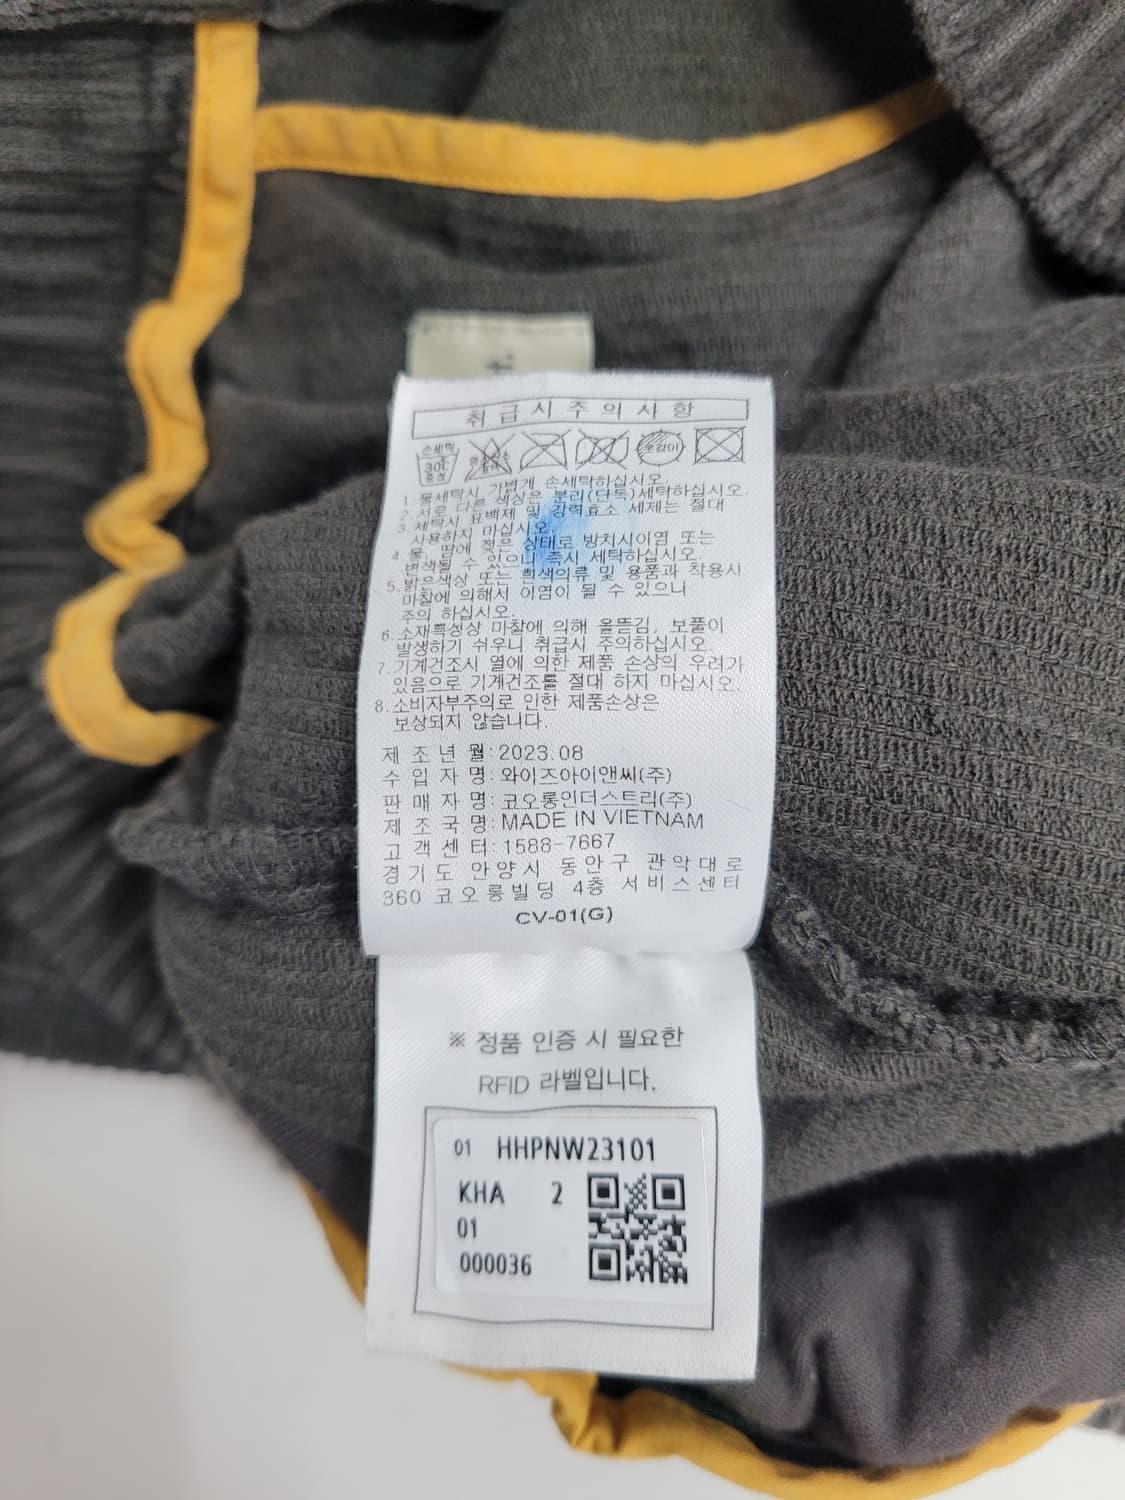 t.
취급시주의사항
손세탁
30℃
중성
염소
표백
옷걸이
1. 물세탁시 가볍게 손세탁하십시오.
2. 서로 다른 색상은 분리(단독)세탁하십시오.
3. 세탁시 표백제 및 강력효소 세제는 절대
사용하지 마십시오.
4. 물, 땀에 젖은 상태로 방치시이염 또는
변색될 수 있으니 즉시 세탁하십시오.
5. 밝은색상 또는 흰색의류 및 용품과 착용시
마찰에 의해서 이염이 될 수 있으니
주의 하십시오.
6. 소재특성상 마찰에 의해 올뜯김, 보풀이
발생하기 쉬우니 취급시 주의하십시오.
7. 기계건조시 열에 의한 제품 손상의 우려가
있음으로 기계건조를 절대 하지 마십시오.
8. 소비자부주의로 인한 제품손상은
보상되지 않습니다.
제조년월: 2023.08
수입자명: 와이즈아이앤씨(주)
판매자명: 코오롱인더스트리(주)
제조국명: MADE IN VIETNAM
고객센터: 1588-7667
경기도 안양시 동안구 관악대로
360 코오롱빌딩 4층 서비스센터
CV-01(G)
※ 정품 인증 시 필요한
RFID 라벨입니다.
01 HHPNW23101
KHA 2
01
000036